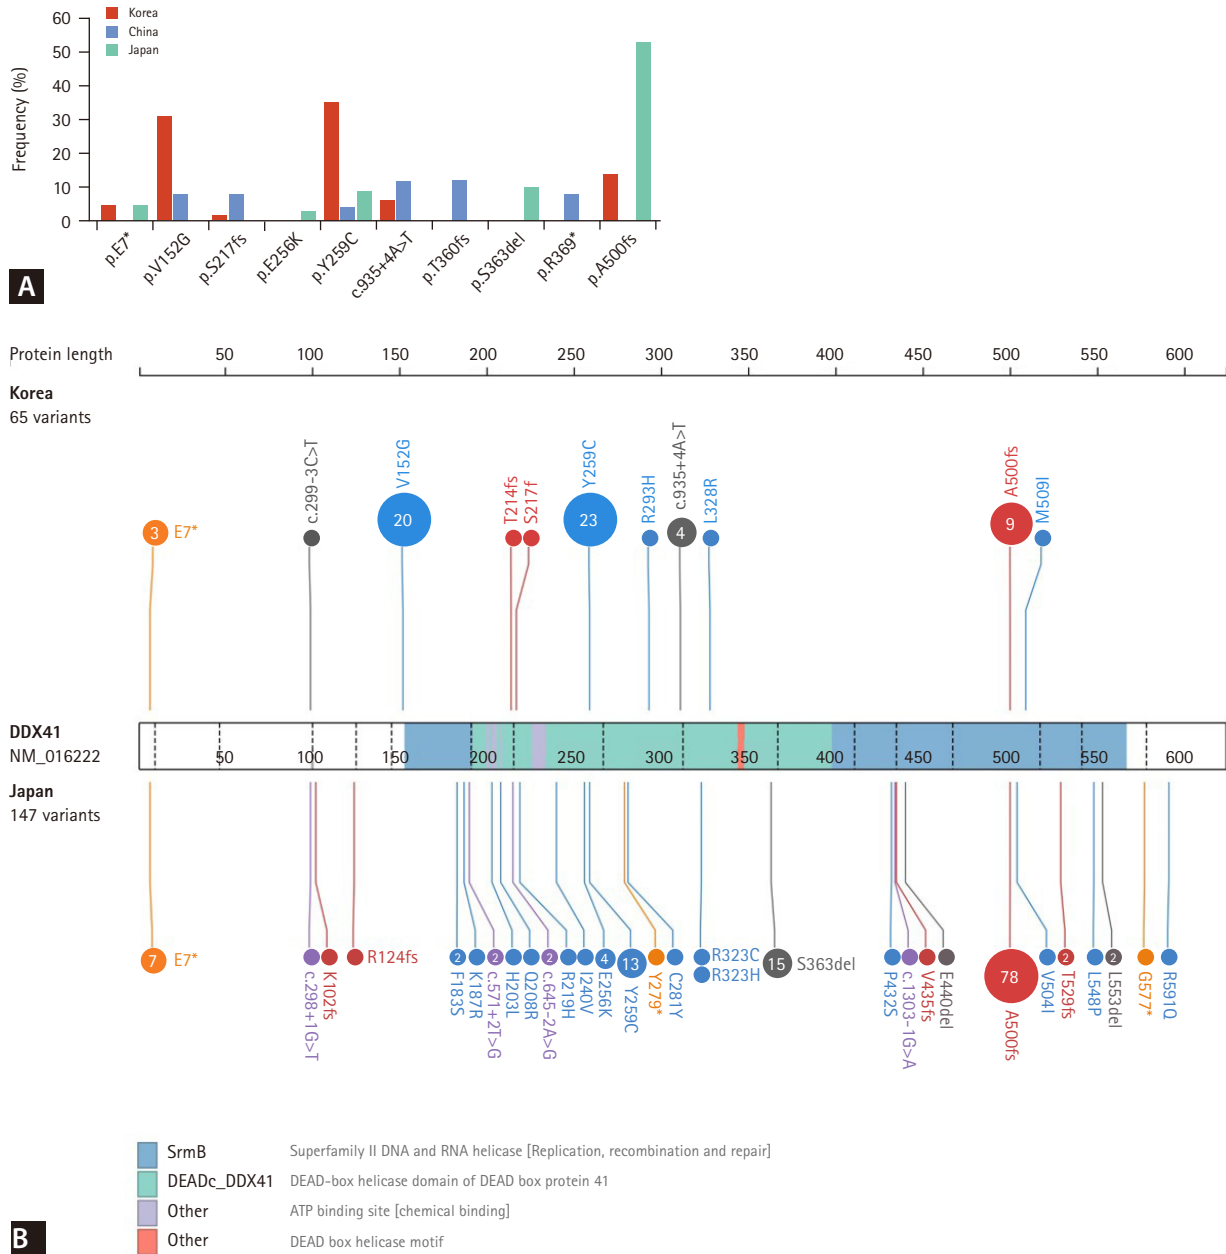 60
50
40
30
20
10
0
Frequency (%)
Korea
China
Japan
p.E7*
p.V152G
p.S217fs
p.E256K
p.Y259C
c.935+4A>T
p.T360fs
p.S363del
p.R369*
p.A500fs
A
Protein length 50 100 150 200 250 300 350 400 450 500 550 600
Korea
65 variants
3 E7*
c.299-3C>T
20 V152G
T214fs
S217f
23 Y259C
R293H
4 c.935+4A>T
L328R
9 A500fs
M509I
DDX41
NM_016222
50 100 150 200 250 300 350 400 450 500 550 600
Japan
147 variants
7 E7*
c.298+1G>T
K102fs
R124fs
2 F183S
K187R
2 c.571+2T>G
H203L
Q208R
2 c.645-2A>G
R219H
I240V
4 E256K
13 Y259C
Y279*
C281Y
R323C
R323H
15 S363del
P432S
c.1303-1G>A
V435fs
E440del
78 A500fs
V504I
2 T529fs
L548P
2 L553del
G577*
R591Q
SrmB Superfamily II DNA and RNA helicase [Replication, recombination and repair]
DEADc_DDX41 DEAD-box helicase domain of DEAD box protein 41
Other ATP binding site [chemical binding]
Other DEAD box helicase motif
B